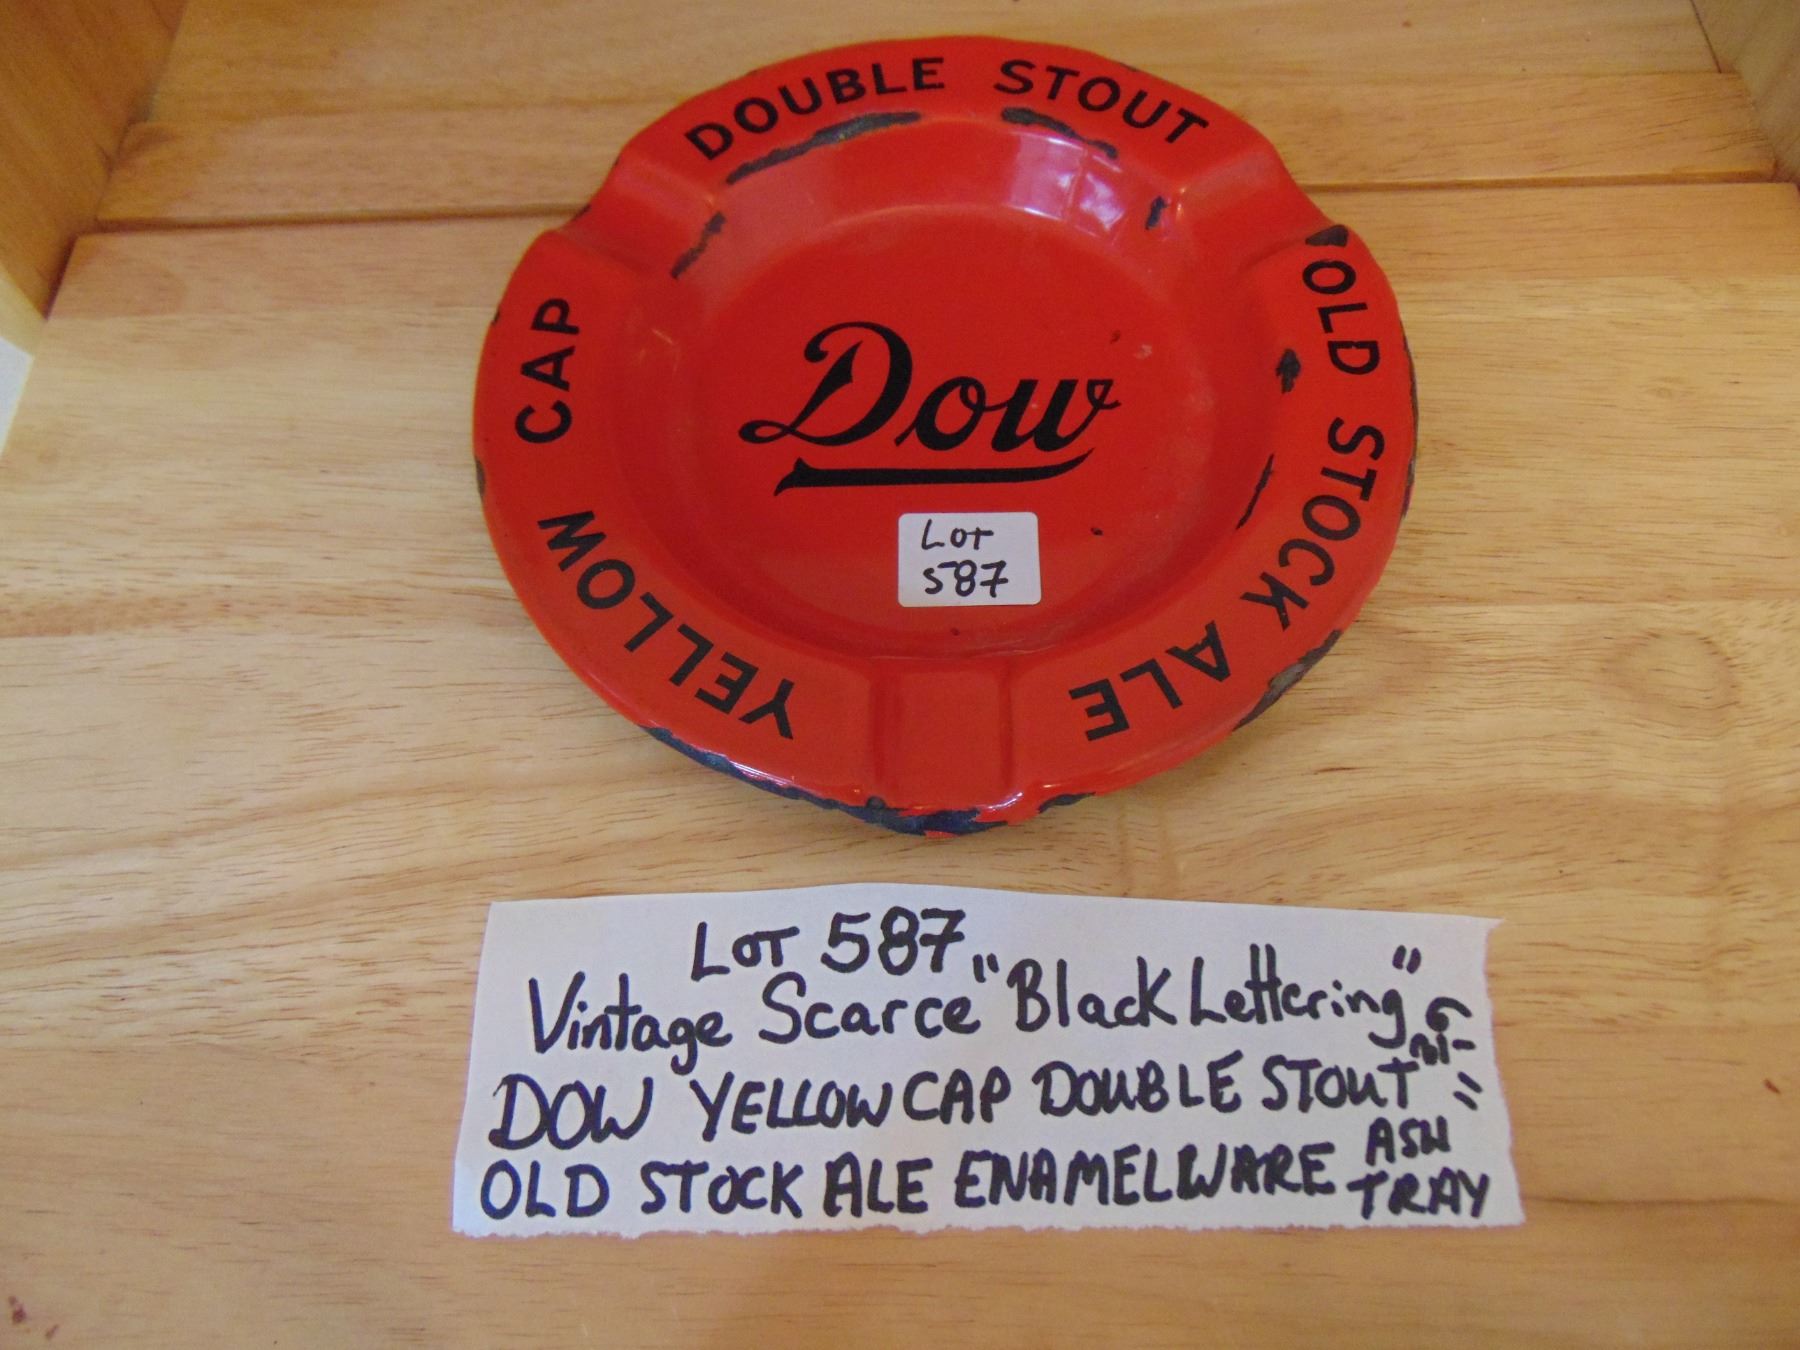 DOUBLE STOUT
OLD STOCK ALE
YELLOW CAP
Dow
Lot
587
LOT 587
Vintage Scarce "Black Lettering"
DOW YELLOW CAP DOUBLE STOUT
OLD STOCK ALE ENAMELWARE ASH
TRAY